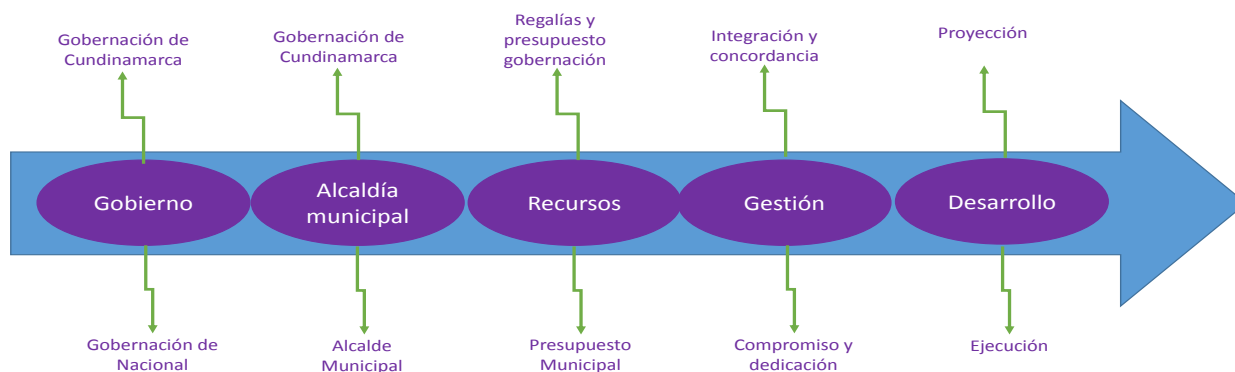 Gobernación de
Cundinamarca
Gobernación de
Cundinamarca
Regalías y
presupuesto
gobernación
Integración y
concordancia
Proyección
Gobierno
Alcaldía
municipal
Recursos
Gestión
Desarrollo
Gobernación de
Nacional
Alcalde
Municipal
Presupuesto
Municipal
Compromiso y
dedicación
Ejecución